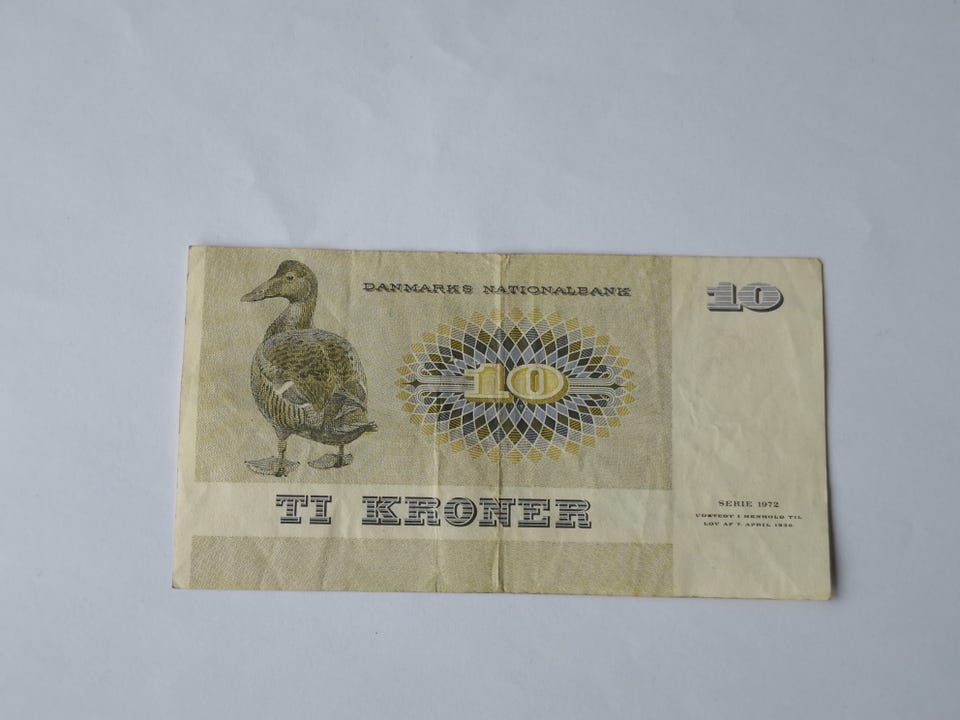 DANMARKS NATIONALBANK
10
10
TI KRONER
SERIE 1972
UDSTEDT I HENHOLD TIL
LOV AF 7. APRIL 1936